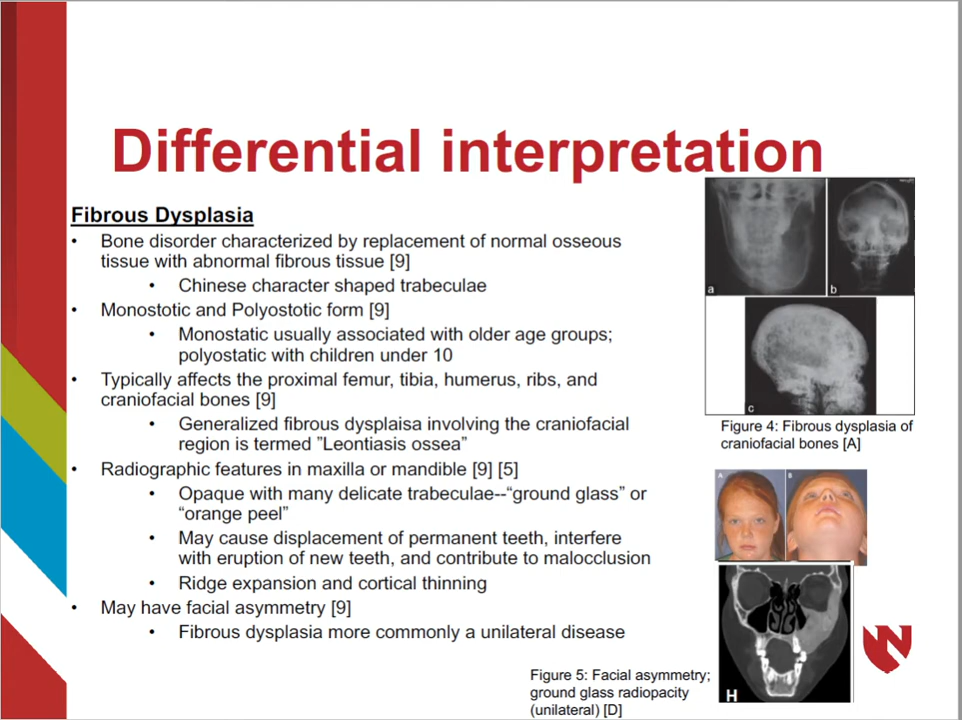 Differential interpretation
Fibrous Dysplasia
• Bone disorder characterized by replacement of normal osseous
tissue with abnormal fibrous tissue [9]
• Chinese character shaped trabeculae
• Monostotic and Polyostotic form [9]
• Monostatic usually associated with older age groups;
polyostatic with children under 10
• Typically affects the proximal femur, tibia, humerus, ribs, and
craniofacial bones [9]
• Generalized fibrous dysplaisa involving the craniofacial
region is termed ”Leontiasis ossea”
• Radiographic features in maxilla or mandible [9] [5]
• Opaque with many delicate trabeculae--“ground glass” or
“orange peel”
• May cause displacement of permanent teeth, interfere
with eruption of new teeth, and contribute to malocclusion
• Ridge expansion and cortical thinning
• May have facial asymmetry [9]
• Fibrous dysplasia more commonly a unilateral disease
a
b
c
Figure 4: Fibrous dysplasia of
craniofacial bones [A]
A
B
H
Figure 5: Facial asymmetry;
ground glass radiopacity
(unilateral) [D]
N